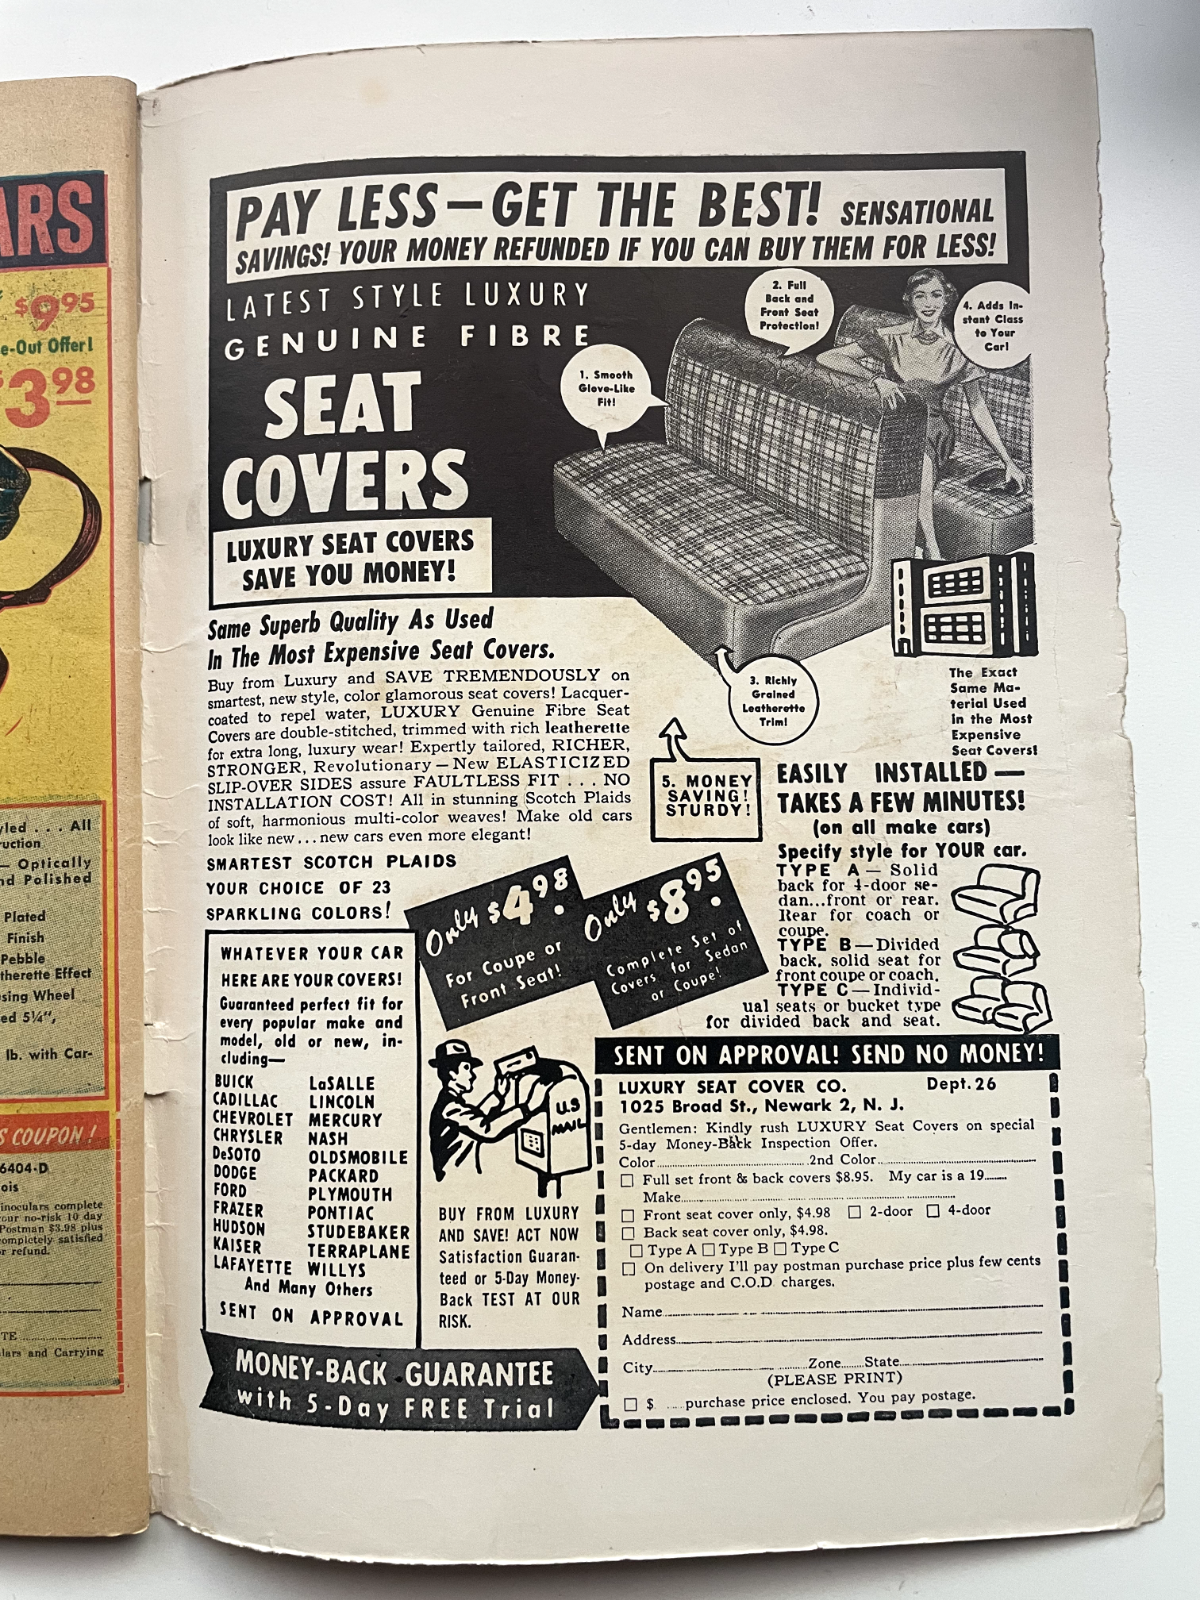 ARS
$9.95
e-Out Offer!
$3.98
yled . . . All
ruction
— Optically
nd Polished
Plated
Finish
Pebble
therette Effect
sing Wheel
ed 5¼",
lb. with Car-
S COUPON!
6404-D
ois
inoculars complete
our no-risk 10 day
Postman $3.98 plus
ompletely satisfied
r refund.
TE
lars and Carrying
PAY LESS—GET THE BEST! SENSATIONAL
SAVINGS! YOUR MONEY REFUNDED IF YOU CAN BUY THEM FOR LESS!
LATEST STYLE LUXURY
GENUINE FIBRE
SEAT
COVERS
LUXURY SEAT COVERS
SAVE YOU MONEY!
1. Smooth
Glove-Like
Fit!
2. Full
Back and
Front Seat
Protection!
4. Adds In-
stant Class
to Your
Car!
3. Richly
Grained
Leatherette
Trim!
The Exact
Same Ma-
terial Used
in the Most
Expensive
Seat Covers!
Same Superb Quality As Used
In The Most Expensive Seat Covers.
Buy from Luxury and SAVE TREMENDOUSLY on
smartest, new style, color glamorous seat covers! Lacquer-
coated to repel water, LUXURY Genuine Fibre Seat
Covers are double-stitched, trimmed with rich leatherette
for extra long, luxury wear! Expertly tailored, RICHER,
STRONGER, Revolutionary—New ELASTICIZED
SLIP-OVER SIDES assure FAULTLESS FIT . . . NO
INSTALLATION COST! All in stunning Scotch Plaids
of soft, harmonious multi-color weaves! Make old cars
look like new . . . new cars even more elegant!
5. MONEY
SAVING!
STURDY!
SMARTEST SCOTCH PLAIDS
YOUR CHOICE OF 23
SPARKLING COLORS!
Only $4.98
For Coupe or
Front Seat!
Only $8.95
Complete Set of
Covers for Sedan
or Coupe!
EASILY INSTALLED—
TAKES A FEW MINUTES!
(on all make cars)
Specify style for YOUR car.
TYPE A — Solid
back for 4-door se-
dan...front or rear.
Rear for coach or
coupe.
TYPE B—Divided
back, solid seat for
front coupe or coach.
TYPE C—Individ-
ual seats or bucket type
for divided back and seat.
WHATEVER YOUR CAR
HERE ARE YOUR COVERS!
Guaranteed perfect fit for
every popular make and
model, old or new, in-
cluding—
BUICK LaSALLE
CADILLAC LINCOLN
CHEVROLET MERCURY
CHRYSLER NASH
DeSOTO OLDSMOBILE
DODGE PACKARD
FORD PLYMOUTH
FRAZER PONTIAC
HUDSON STUDEBAKER
KAISER TERRAPLANE
LAFAYETTE WILLYS
And Many Others
SENT ON APPROVAL
U.S
MAIL
BUY FROM LUXURY
AND SAVE! ACT NOW
Satisfaction Guaran-
teed or 5-Day Money-
Back TEST AT OUR
RISK.
MONEY-BACK GUARANTEE
with 5-Day FREE Trial
SENT ON APPROVAL! SEND NO MONEY!
LUXURY SEAT COVER CO. Dept. 26
1025 Broad St., Newark 2, N. J.
Gentlemen: Kindly rush LUXURY Seat Covers on special
5-day Money-Back Inspection Offer.
Color 2nd Color
Full set front & back covers $8.95. My car is a 19
Make
Front seat cover only, $4.98 2-door 4-door
Back seat cover only, $4.98.
Type A Type B Type C
On delivery I'll pay postman purchase price plus few cents
postage and C.O.D charges.
Name
Address
City Zone State
(PLEASE PRINT)
$ purchase price enclosed. You pay postage.